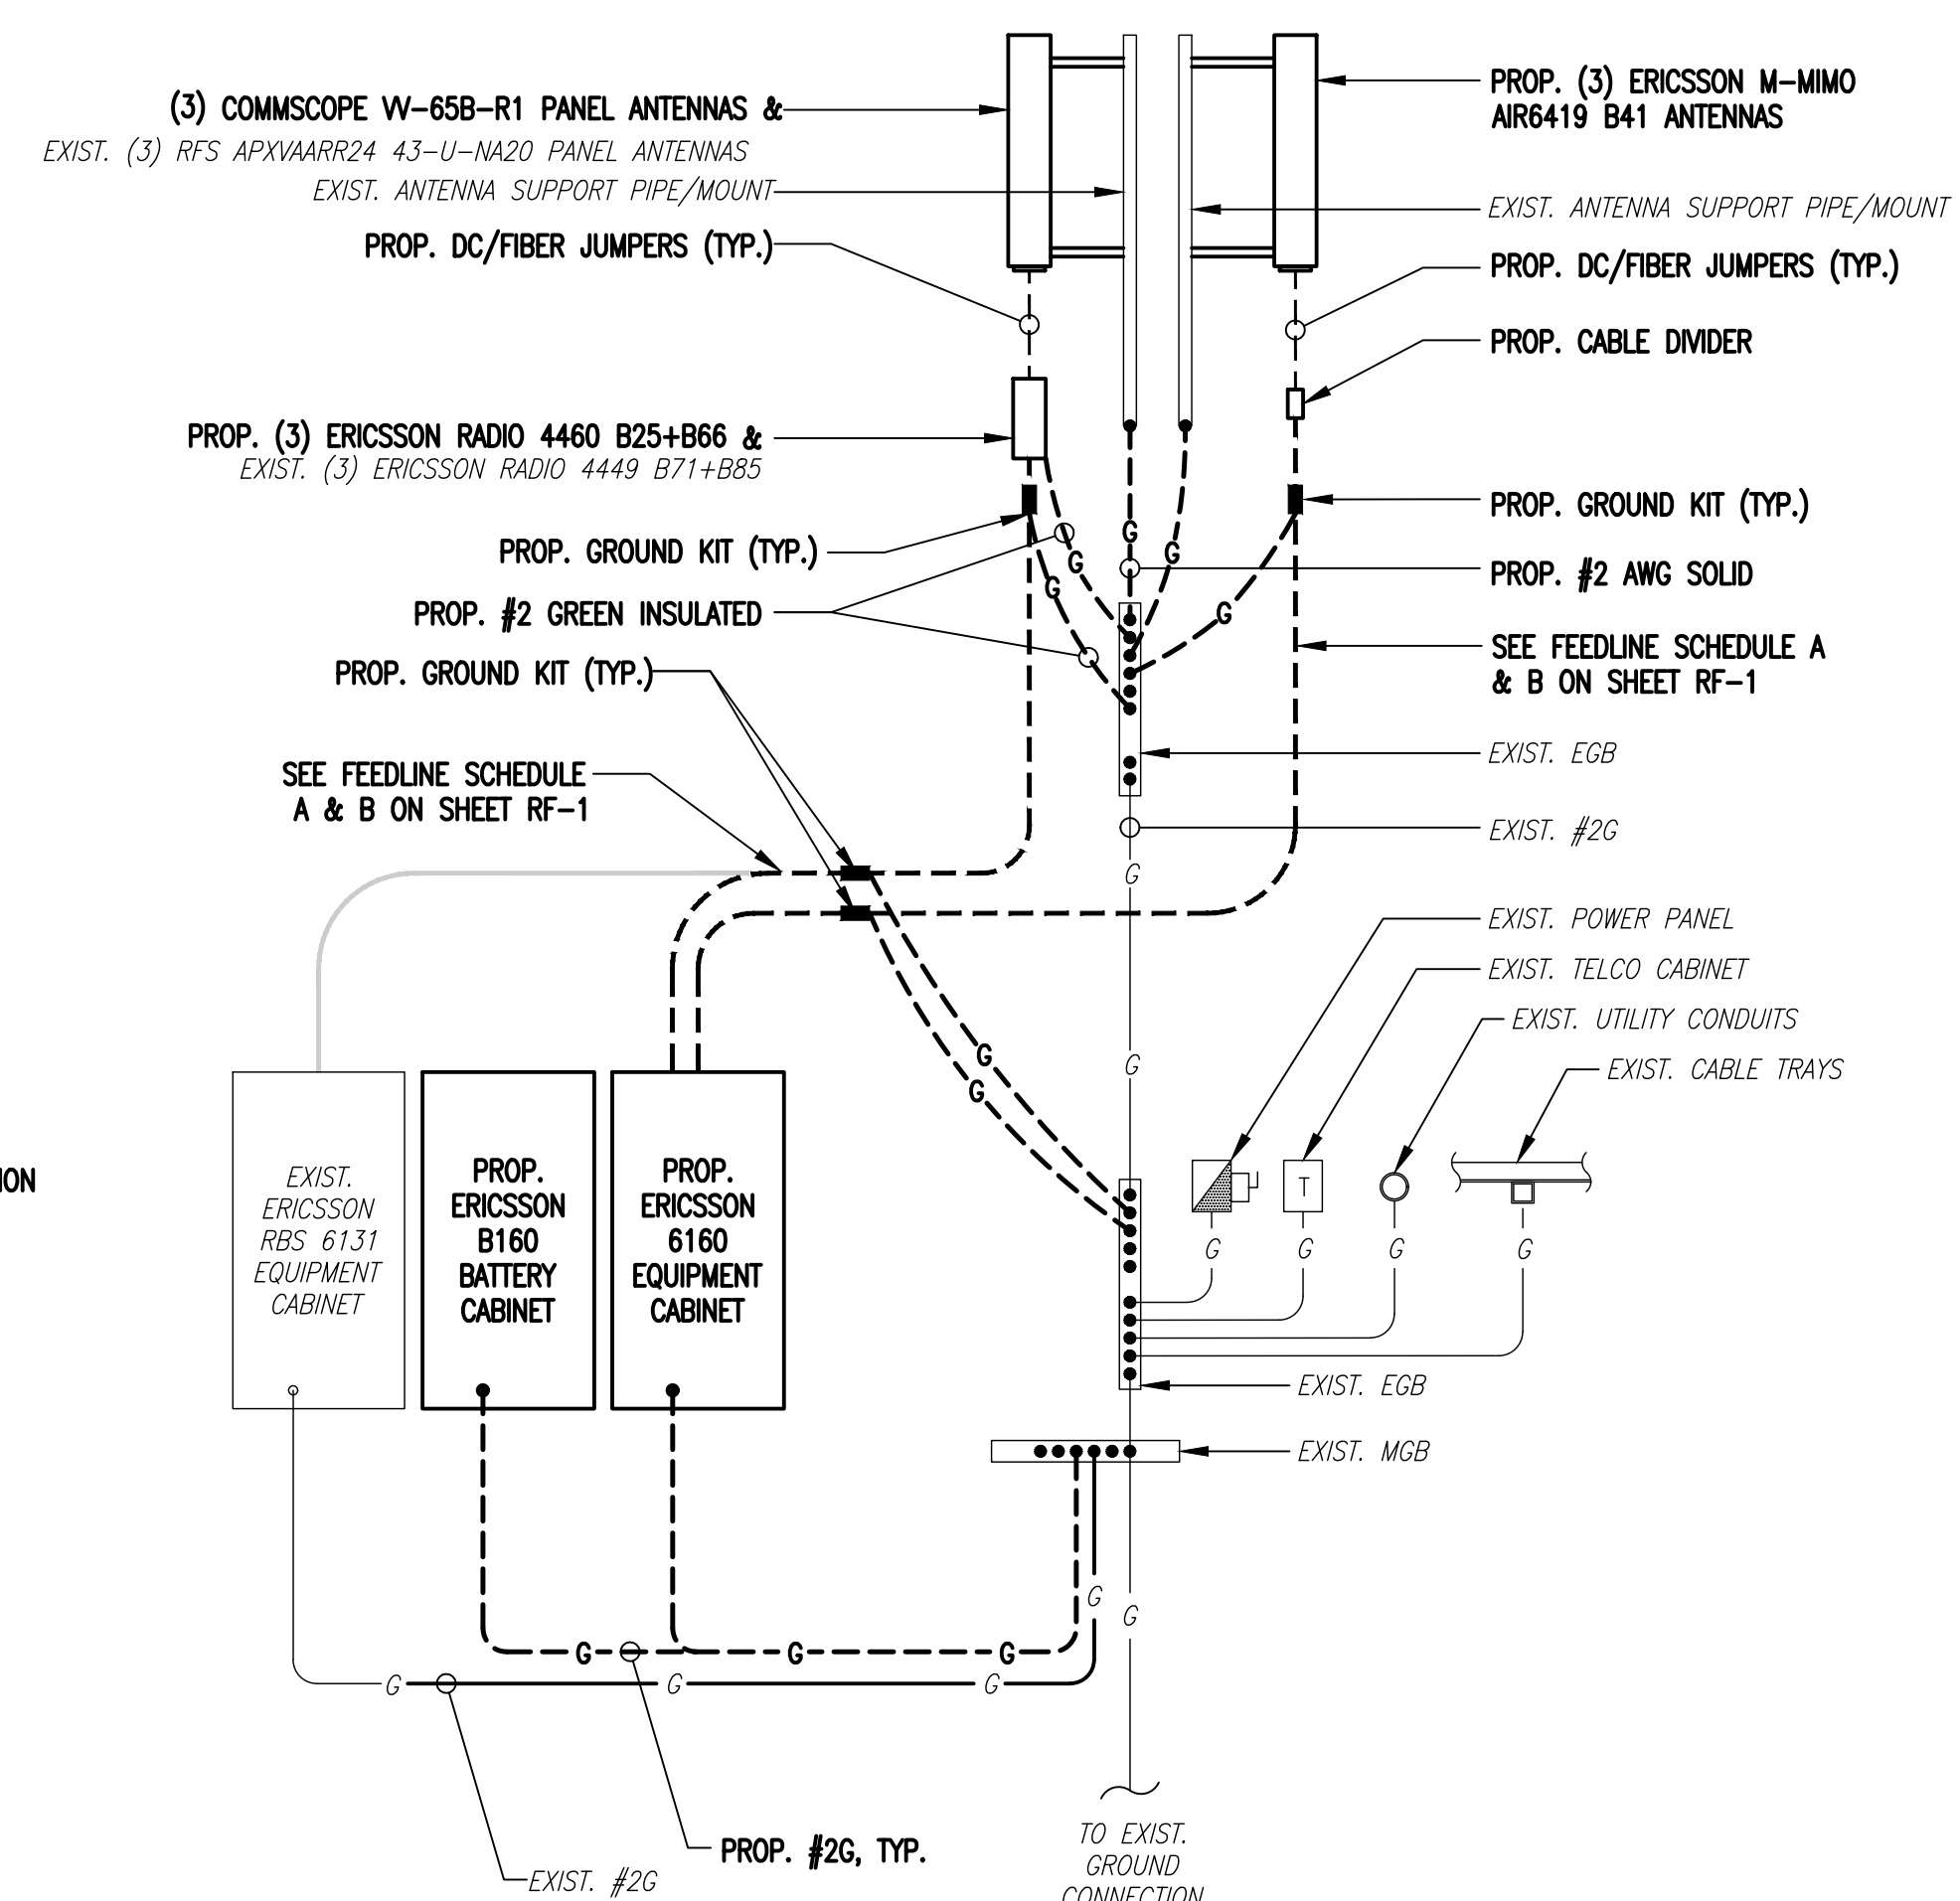 (3) COMMSCOPE VV-65B-R1 PANEL ANTENNAS &
EXIST. (3) RFS APXVAARR24 43-U-NA20 PANEL ANTENNAS
EXIST. ANTENNA SUPPORT PIPE/MOUNT
PROP. DC/FIBER JUMPERS (TYP.)
PROP. (3) ERICSSON RADIO 4460 B25+B66 &
EXIST. (3) ERICSSON RADIO 4449 B71+B85
PROP. GROUND KIT (TYP.)
PROP. #2 GREEN INSULATED
PROP. GROUND KIT (TYP.)
SEE FEEDLINE SCHEDULE
A & B ON SHEET RF-1
PROP. (3) ERICSSON M-MIMO
AIR6419 B41 ANTENNAS
EXIST. ANTENNA SUPPORT PIPE/MOUNT
PROP. DC/FIBER JUMPERS (TYP.)
PROP. CABLE DIVIDER
PROP. GROUND KIT (TYP.)
PROP. #2 AWG SOLID
SEE FEEDLINE SCHEDULE A
& B ON SHEET RF-1
EXIST. EGB
EXIST. #2G
EXIST. POWER PANEL
EXIST. TELCO CABINET
EXIST. UTILITY CONDUITS
EXIST. CABLE TRAYS
G
G
G
G
G
G
G
G
G
ION
EXIST.
ERICSSON
RBS 6131
EQUIPMENT
CABINET
PROP.
ERICSSON
B160
BATTERY
CABINET
PROP.
ERICSSON
6160
EQUIPMENT
CABINET
T
G
G
G
G
EXIST. EGB
EXIST. MGB
G
G
G
G
G
G
G
G
PROP. #2G, TYP.
EXIST. #2G
TO EXIST.
GROUND
CONNECTION